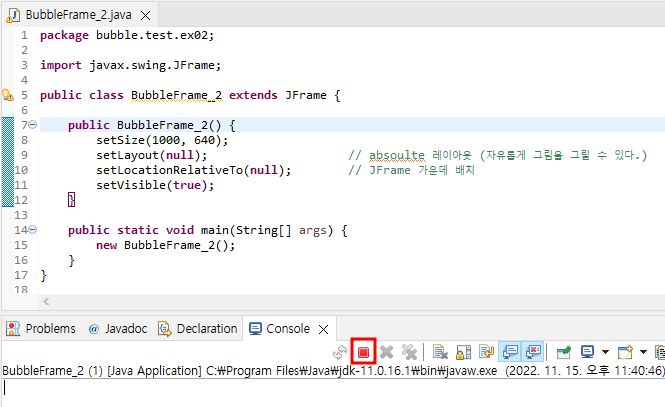 BubbleFrame_2.java
1 package bubble.test.ex02;
2
3 import javax.swing.JFrame;
4
5 public class BubbleFrame_2 extends JFrame {
6
7 public BubbleFrame_2() {
8 setSize(1000, 640);
9 setLayout(null); // absoulte 레이아웃 (자유롭게 그림을 그릴 수 있다.)
10 setLocationRelativeTo(null); // JFrame 가운데 배치
11 setVisible(true);
12 }
13
14 public static void main(String[] args) {
15 new BubbleFrame_2();
16 }
17 }
18
Problems @ Javadoc Declaration Console
BubbleFrame_2 (1) [Java Application] C:₩Program Files₩Java₩jdk-11.0.16.1₩bin₩javaw.exe (2022. 11. 15. 오후 11:40:46)